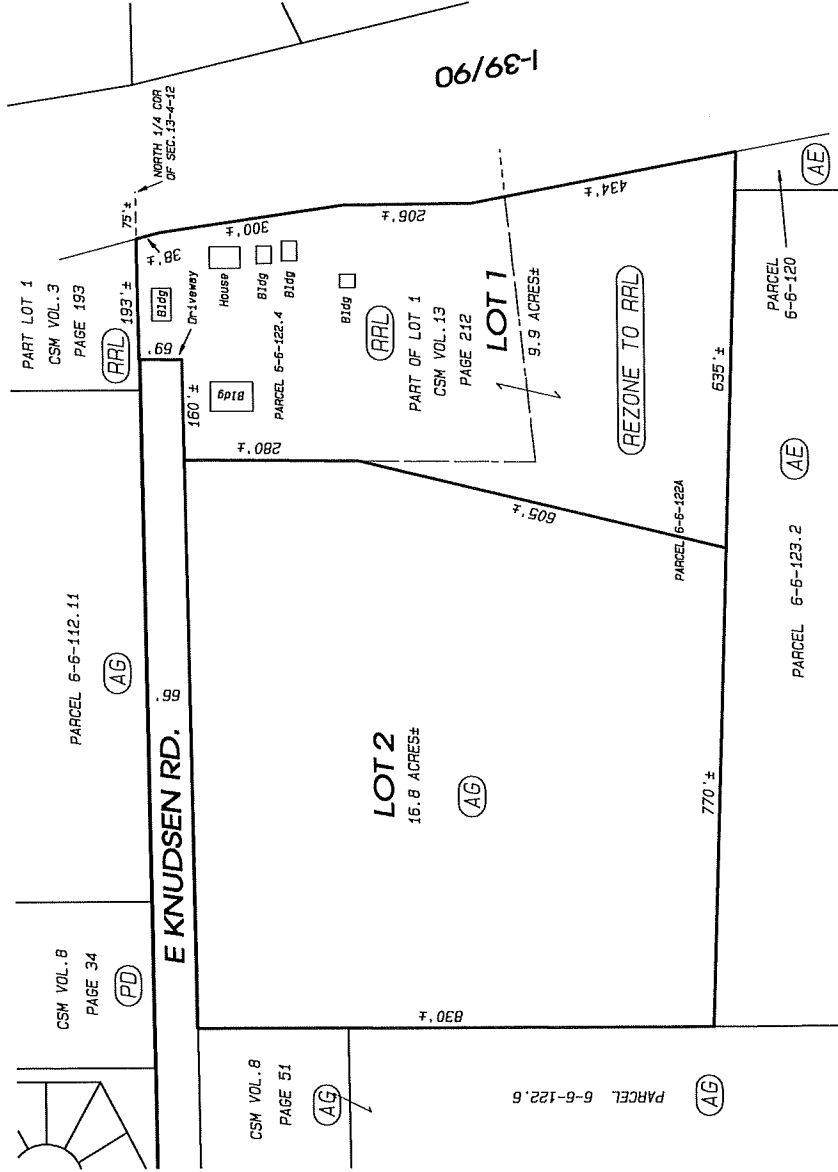 I-39/90
NORTH 1/4 COR
OF SEC.13-4-12
75'±
PART LOT 1
CSM VOL.3
PAGE 193
RRL
193'±
38'±
300'±
206'±
434'±
Bldg
Driveway
House
Bldg
Bldg
Bldg
69'
160'±
Bldg
PARCEL 6-6-122.4
280'±
RRL
PART OF LOT 1
CSM VOL.13
PAGE 212
LOT 1
9.9 ACRES±
REZONE TO RRL
635'±
PARCEL
6-6-120
AE
AE
PARCEL 6-6-123.2
605'±
PARCEL 6-6-122A
PARCEL 6-6-112.11
AG
66'
E KNUDSEN RD.
LOT 2
16.8 ACRES±
AG
770'±
830'±
CSM VOL.8
PAGE 34
PD
CSM VOL.8
PAGE 51
AG
PARCEL 6-6-122.6
AG